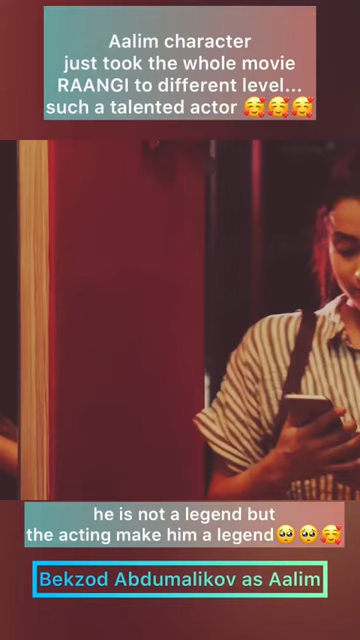 Aalim character
just took the whole movie
RAANGI to different level...
such a talented actor 🥰🥰🥰
he is not a legend but
the acting make him a legend🥺🥺🥰
Bekzod Abdumalikov as Aalim